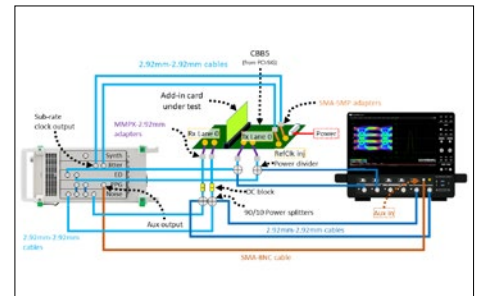 CBB5
(from PCI-SIG)
2.92mm-2.92mm cables
Add-in card
under test
Sub-rate
clock output
MMPX-2.92mm
adapters
SMA-SMP adapters
Rx Lane 0
Rx Lane 0
Power
Synth
Jitter
ED
PPG
Noise
RefClk inj
Power divider
DC block
Aux output
90/10 Power splitters
Aux in
2.92mm-2.92mm
cables
2.92mm-2.92mm cables
SMA-BNC cable